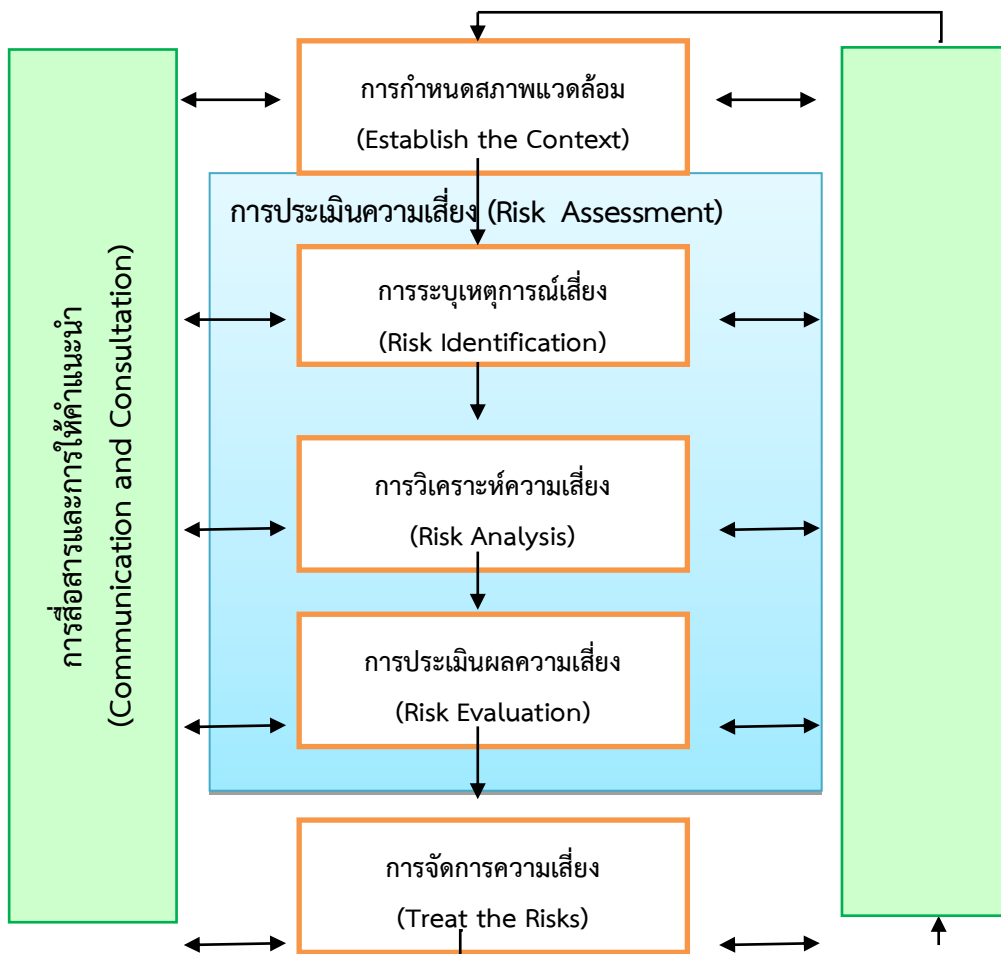 การกำหนดสภาพแวดล้อม
(Establish the Context)
การประเมินความเสี่ยง (Risk Assessment)
การระบุเหตุการณ์เสี่ยง
(Risk Identification)
การวิเคราะห์ความเสี่ยง
(Risk Analysis)
การประเมินผลความเสี่ยง
(Risk Evaluation)
การจัดการความเสี่ยง
(Treat the Risks)
การสื่อสารและการให้คำแนะนำ
(Communication and Consultation)